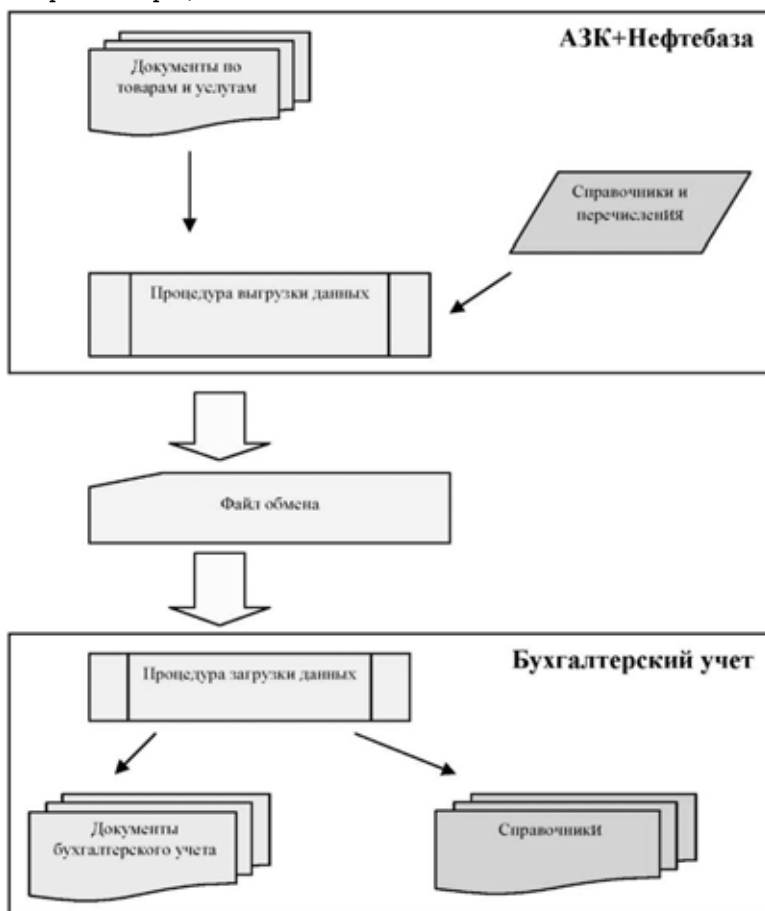 АЗК+Нефтебаза
Документы по
товарам и услугам
Справочники и
перечисления
Процедура выгрузки данных
Файл обмена
Бухгалтерский учет
Процедура загрузки данных
Документы
бухгалтерского учета
Справочники